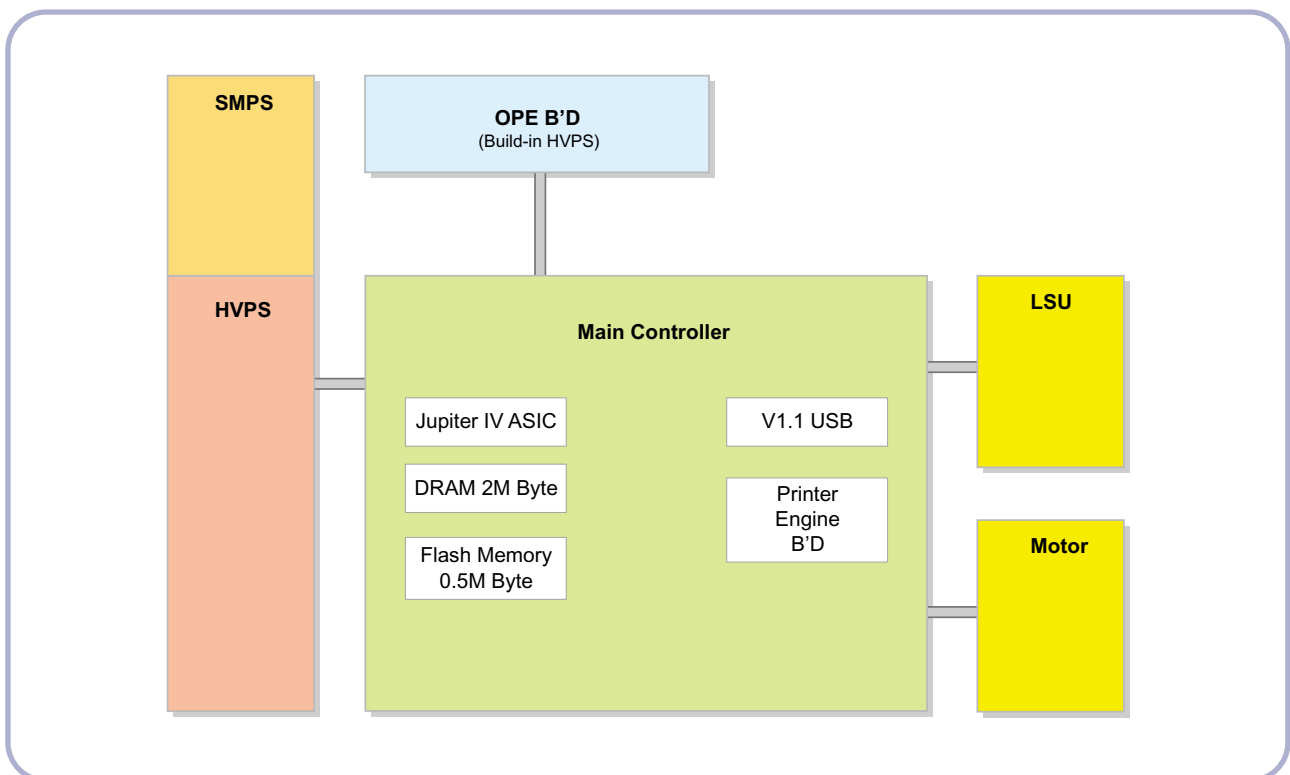 SMPS
OPE B’D
(Build-in HVPS)
HVPS
Main Controller
LSU
Jupiter IV ASIC
V1.1 USB
DRAM 2M Byte
Printer
Engine
B’D
Flash Memory
0.5M Byte
Motor